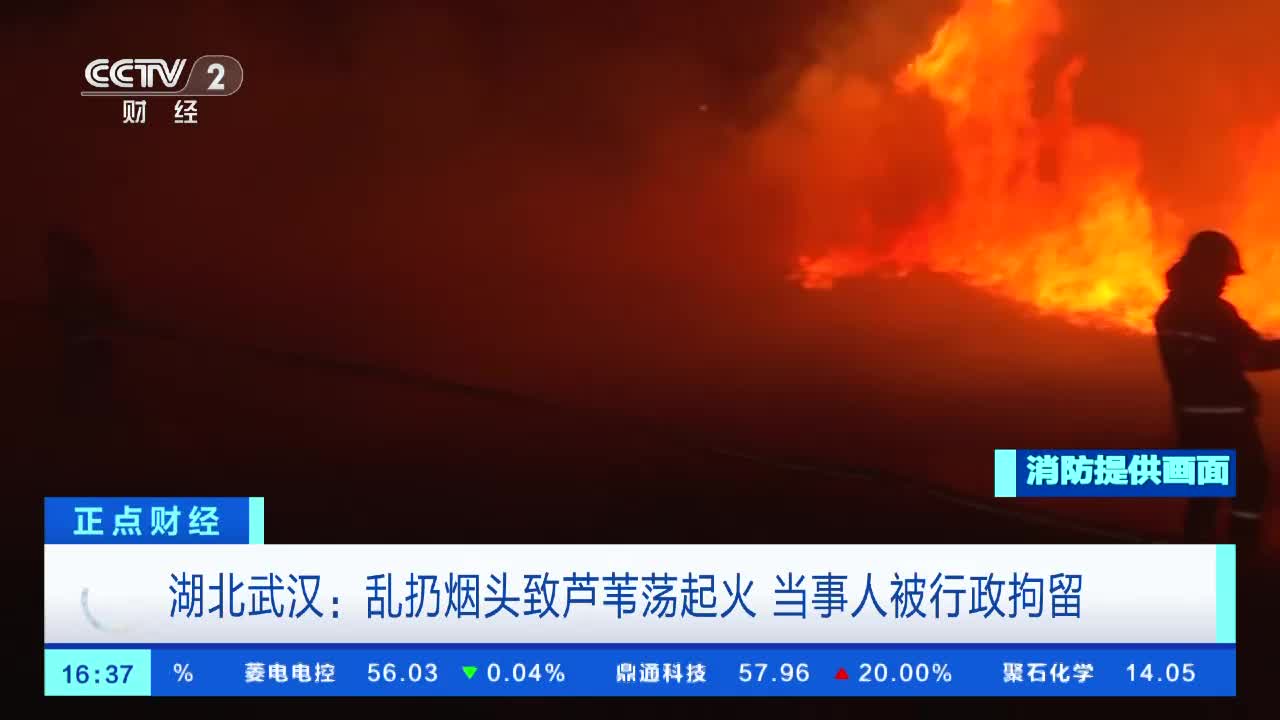 CCTV 2
财 经
消防提供画面
正点财经
湖北武汉：乱扔烟头致芦苇荡起火 当事人被行政拘留
16:37 % 菱电电控 56.03 ▼ 0.04% 鼎通科技 57.96 ▲ 20.00% 聚石化学 14.05